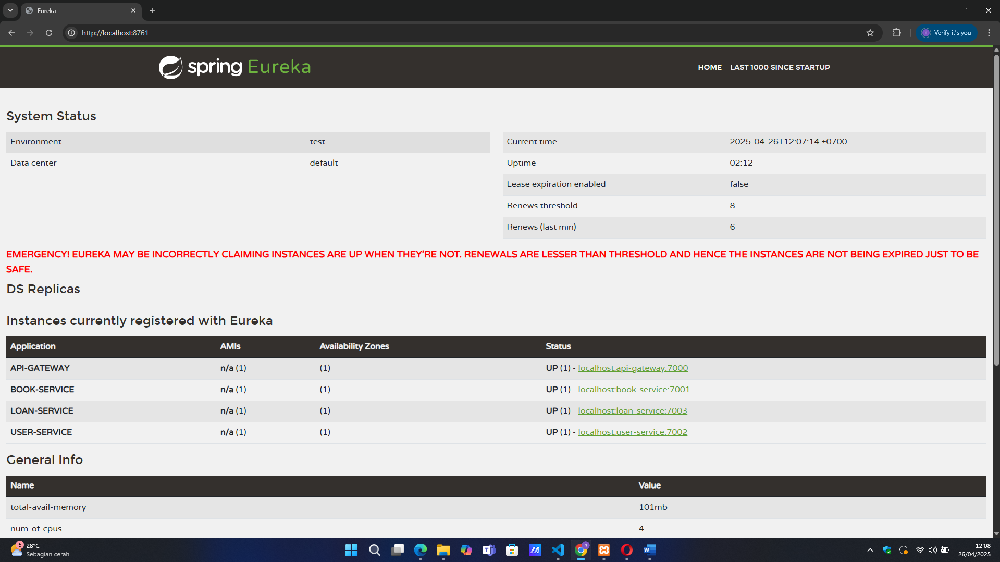 Eureka
http://localhost:8761
Verify it's you
spring Eureka
HOME LAST 1000 SINCE STARTUP
System Status
Environment test
Data center default
Current time 2025-04-26T12:07:14 +0700
Uptime 02:12
Lease expiration enabled false
Renews threshold 8
Renews (last min) 6
EMERGENCY! EUREKA MAY BE INCORRECTLY CLAIMING INSTANCES ARE UP WHEN THEY'RE NOT. RENEWALS ARE LESSER THAN THRESHOLD AND HENCE THE INSTANCES ARE NOT BEING EXPIRED JUST TO BE
SAFE.
DS Replicas
Instances currently registered with Eureka
Application AMIs Availability Zones Status
API-GATEWAY n/a (1) (1) UP (1) - localhost:api-gateway:7000
BOOK-SERVICE n/a (1) (1) UP (1) - localhost:book-service:7001
LOAN-SERVICE n/a (1) (1) UP (1) - localhost:loan-service:7003
USER-SERVICE n/a (1) (1) UP (1) - localhost:user-service:7002
General Info
Name Value
total-avail-memory 101mb
num-of-cpus 4
5
28°C
Sebagian cerah
12:08
26/04/2025